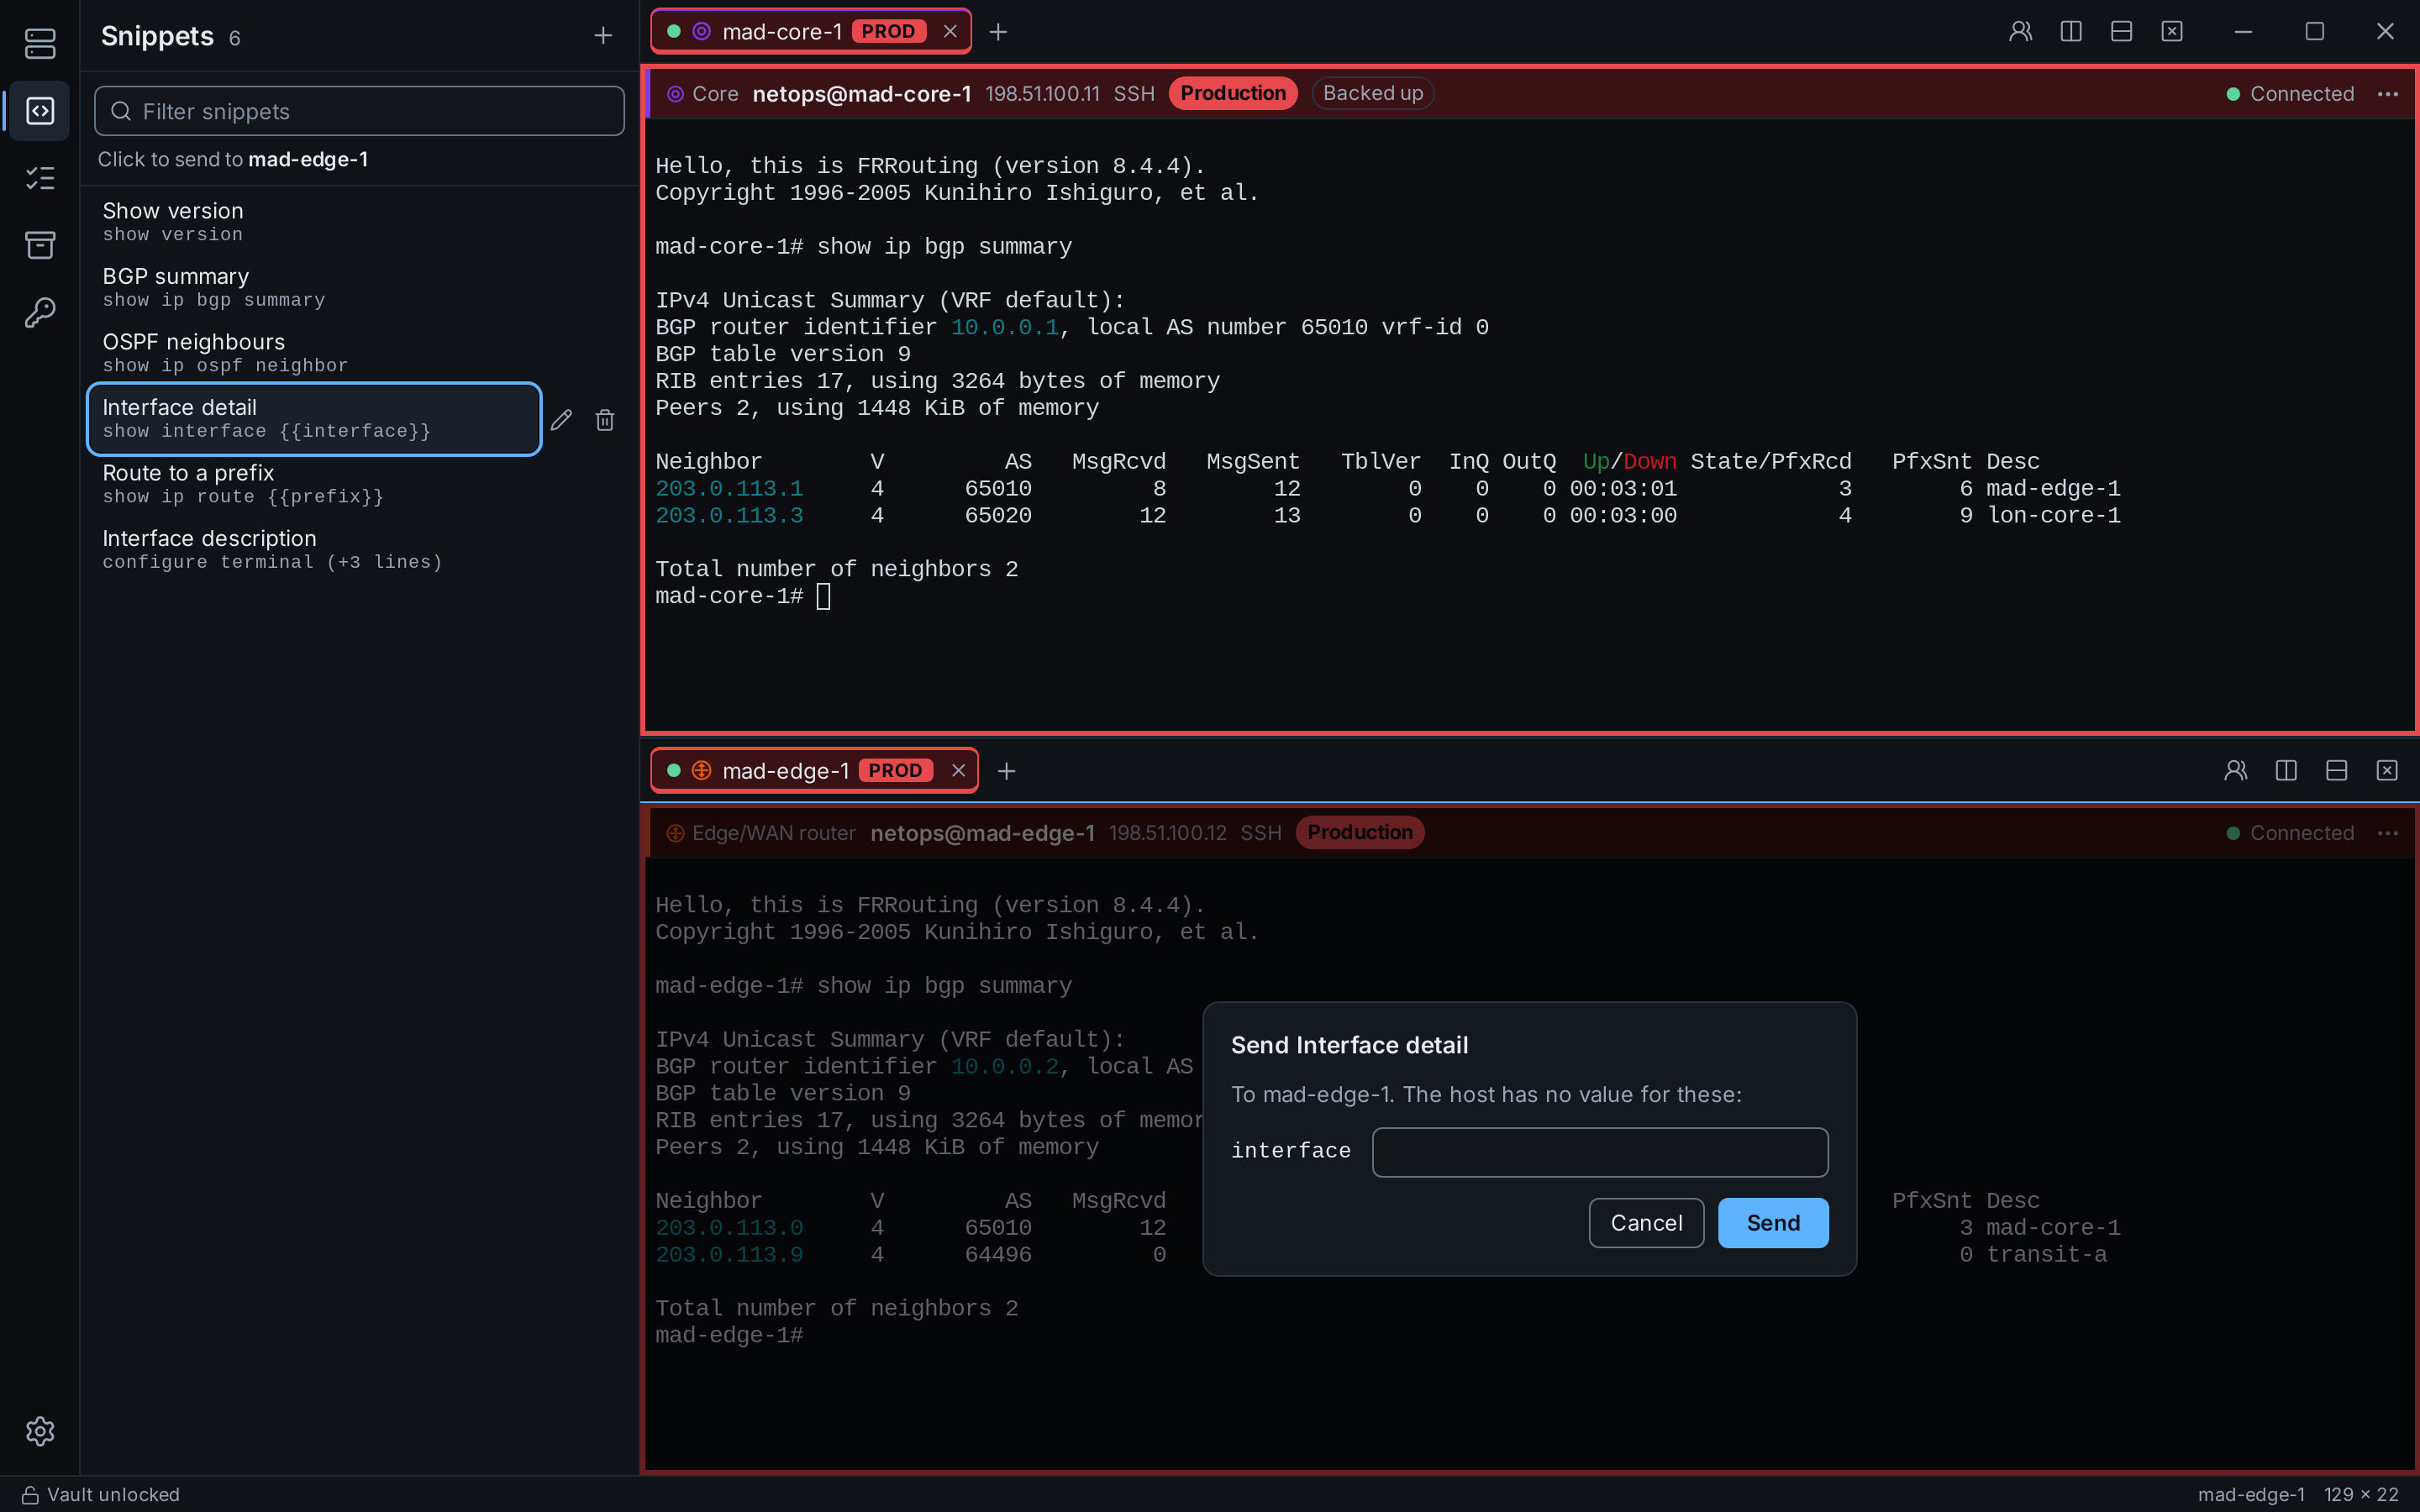 Snippets 6
Filter snippets
Click to send to mad-edge-1
Show version
show version
BGP summary
show ip bgp summary
OSPF neighbours
show ip ospf neighbor
Interface detail
show interface {{interface}}
Route to a prefix
show ip route {{prefix}}
Interface description
configure terminal (+3 lines)
mad-core-1 PROD
Core netops@mad-core-1 198.51.100.11 SSH Production Backed up Connected
Hello, this is FRRouting (version 8.4.4).
Copyright 1996-2005 Kunihiro Ishiguro, et al.
mad-core-1# show ip bgp summary
IPv4 Unicast Summary (VRF default):
BGP router identifier 10.0.0.1, local AS number 65010 vrf-id 0
BGP table version 9
RIB entries 17, using 3264 bytes of memory
Peers 2, using 1448 KiB of memory
Neighbor V AS MsgRcvd MsgSent TblVer InQ OutQ Up/Down State/PfxRcd PfxSnt Desc
203.0.113.1 4 65010 8 12 0 0 0 00:03:01 3 6 mad-edge-1
203.0.113.3 4 65020 12 13 0 0 0 00:03:00 4 9 lon-core-1
Total number of neighbors 2
mad-core-1#
mad-edge-1 PROD
Edge/WAN router netops@mad-edge-1 198.51.100.12 SSH Production Connected
Hello, this is FRRouting (version 8.4.4).
Copyright 1996-2005 Kunihiro Ishiguro, et al.
mad-edge-1# show ip bgp summary
IPv4 Unicast Summary (VRF default):
BGP router identifier 10.0.0.2, local AS
BGP table version 9
RIB entries 17, using 3264 bytes of memor
Peers 2, using 1448 KiB of memory
Neighbor V AS MsgRcvd PfxSnt Desc
203.0.113.0 4 65010 12 3 mad-core-1
203.0.113.9 4 64496 0 0 transit-a
Total number of neighbors 2
mad-edge-1#
Send Interface detail
To mad-edge-1. The host has no value for these:
interface
Cancel Send
Vault unlocked
mad-edge-1 129 × 22